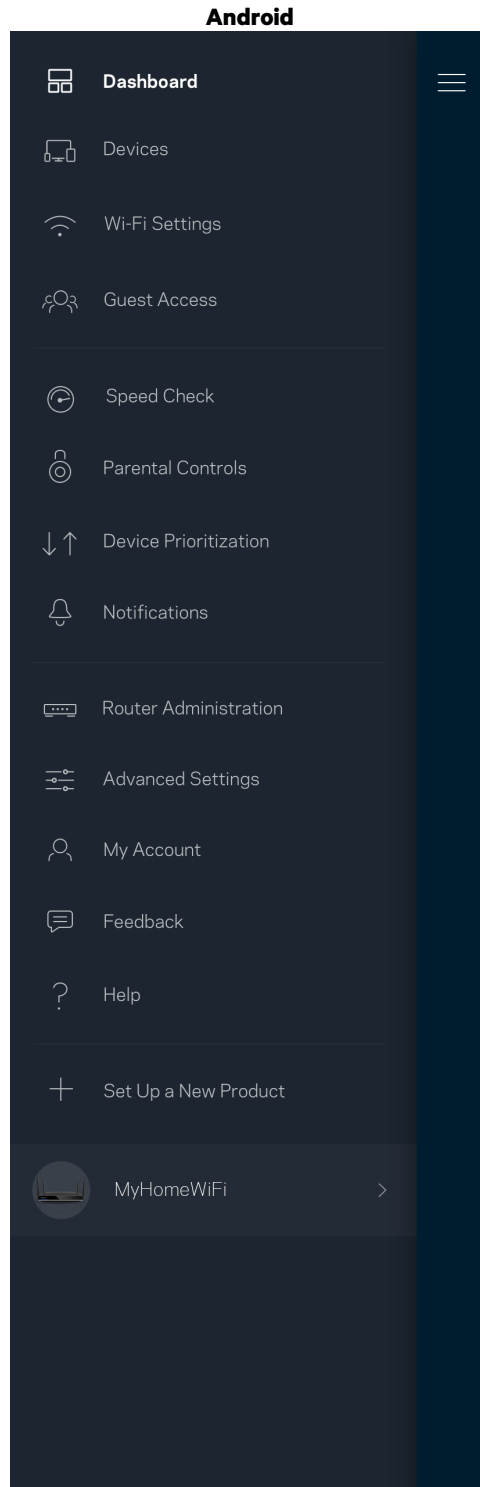 Android
Dashboard
Devices
Wi-Fi Settings
Guest Access
Speed Check
Parental Controls
Device Prioritization
Notifications
Router Administration
Advanced Settings
My Account
Feedback
Help
Set Up a New Product
MyHomeWiFi